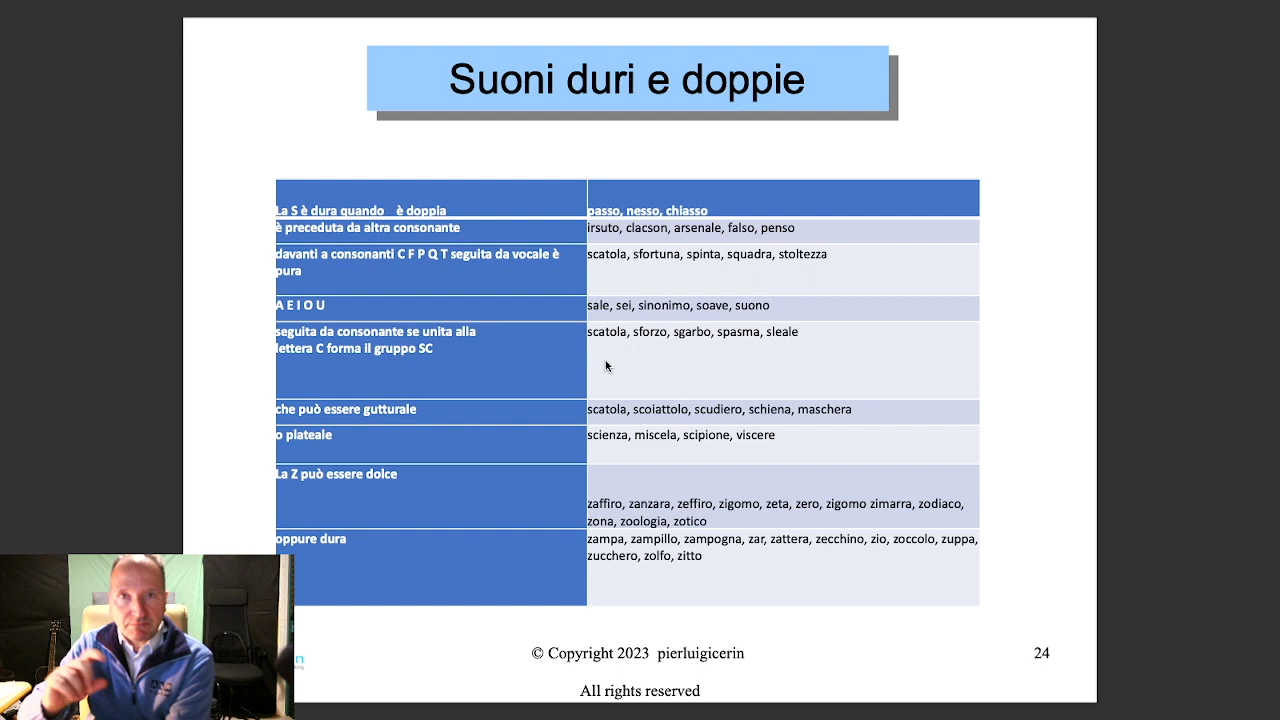 Suoni duri e doppie
La S è dura quando è doppia
passo, nesso, chiasso
è preceduta da altra consonante
irsuto, clacson, arsenale, falso, penso
davanti a consonanti C F P Q T seguita da vocale è
pura
scatola, sfortuna, spinta, squadra, stoltezza
A E I O U
sale, sei, sinonimo, soave, suono
seguita da consonante se unita alla
lettera C forma il gruppo SC
scatola, sforzo, sgarbo, spasma, sleale
che può essere gutturale
scatola, scoiattolo, scudiero, schiena, maschera
o plateale
scienza, miscela, scipione, viscere
La Z può essere dolce
zaffiro, zanzara, zeffiro, zigomo, zeta, zero, zigomo zimarra, zodiaco,
zona, zoologia, zotico
oppure dura
zampa, zampillo, zampogna, zar, zattera, zecchino, zio, zoccolo, zuppa,
zucchero, zolfo, zitto
© Copyright 2023 pierluigicerin
24
All rights reserved